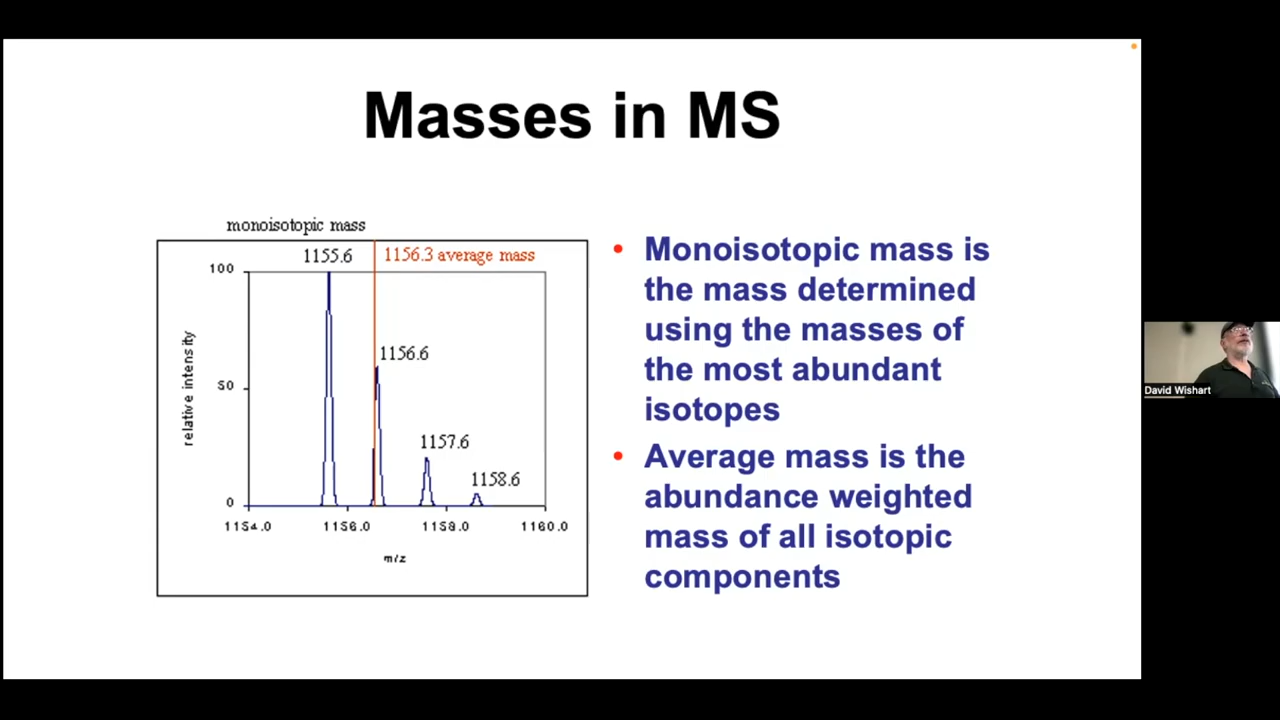 Masses in MS
monoisotopic mass
1155.6
1156.3 average mass
100
1156.6
50
relative intensity
1157.6
1158.6
0
1154.0 1156.0 1158.0 1160.0
m/z
• Monoisotopic mass is
the mass determined
using the masses of
the most abundant
isotopes
• Average mass is the
abundance weighted
mass of all isotopic
components
David Wishart